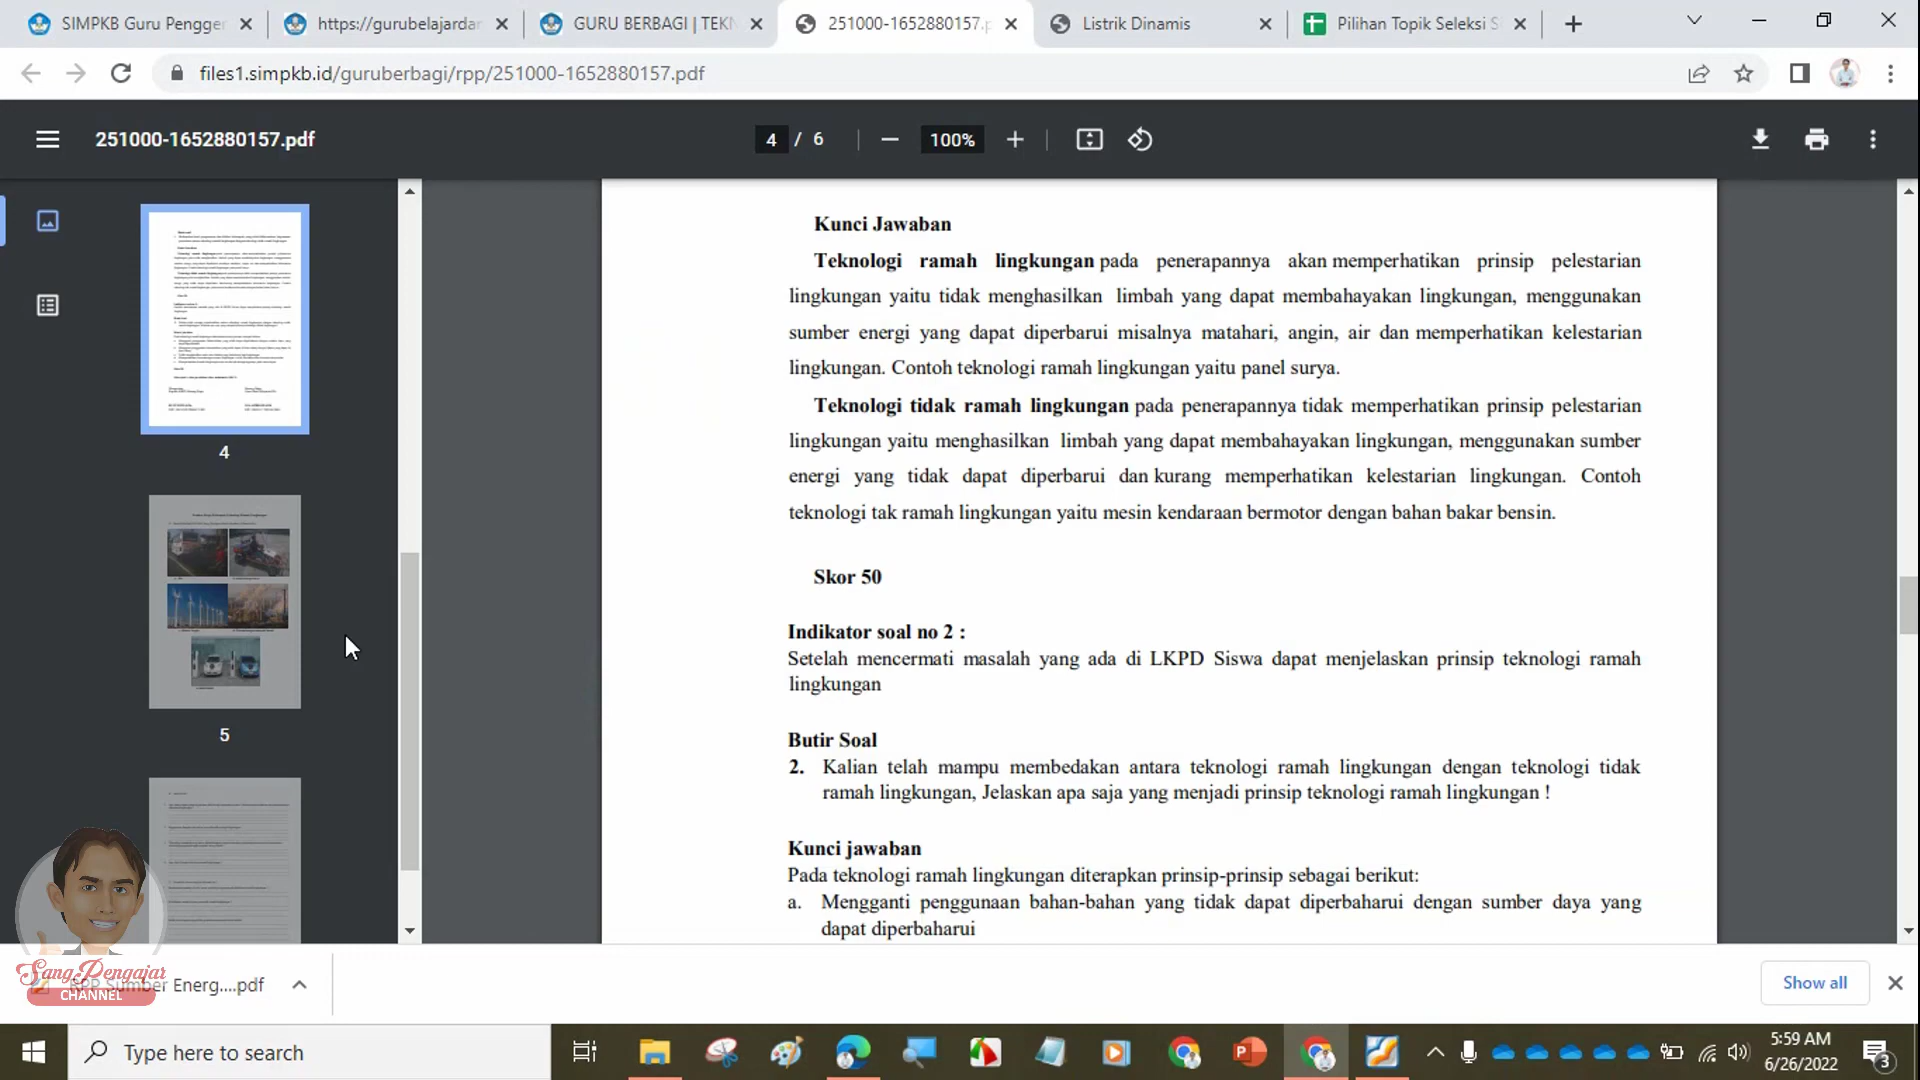 SIMPKB Guru Pengger
https://gurubelajardar
GURU BERBAGI | TEKN
251000-1652880157.p
Listrik Dinamis
Pilihan Topik Seleksi S
files1.simpkb.id/guruberbagi/rpp/251000-1652880157.pdf
251000-1652880157.pdf
4 / 6
100%
4
5
Kunci Jawaban
Teknologi ramah lingkungan pada penerapannya akan memperhatikan prinsip pelestarian
lingkungan yaitu tidak menghasilkan limbah yang dapat membahayakan lingkungan, menggunakan
sumber energi yang dapat diperbarui misalnya matahari, angin, air dan memperhatikan kelestarian
lingkungan. Contoh teknologi ramah lingkungan yaitu panel surya.
Teknologi tidak ramah lingkungan pada penerapannya tidak memperhatikan prinsip pelestarian
lingkungan yaitu menghasilkan limbah yang dapat membahayakan lingkungan, menggunakan sumber
energi yang tidak dapat diperbarui dan kurang memperhatikan kelestarian lingkungan. Contoh
teknologi tak ramah lingkungan yaitu mesin kendaraan bermotor dengan bahan bakar bensin.
Skor 50
Indikator soal no 2 :
Setelah mencermati masalah yang ada di LKPD Siswa dapat menjelaskan prinsip teknologi ramah
lingkungan
Butir Soal
2. Kalian telah mampu membedakan antara teknologi ramah lingkungan dengan teknologi tidak
ramah lingkungan, Jelaskan apa saja yang menjadi prinsip teknologi ramah lingkungan !
Kunci jawaban
Pada teknologi ramah lingkungan diterapkan prinsip-prinsip sebagai berikut:
a. Mengganti penggunaan bahan-bahan yang tidak dapat diperbaharui dengan sumber daya yang
dapat diperbaharui
Sang Pengajar
CHANNEL
RPP Sumber Energ....pdf
Show all
Type here to search
5:59 AM
6/26/2022
3